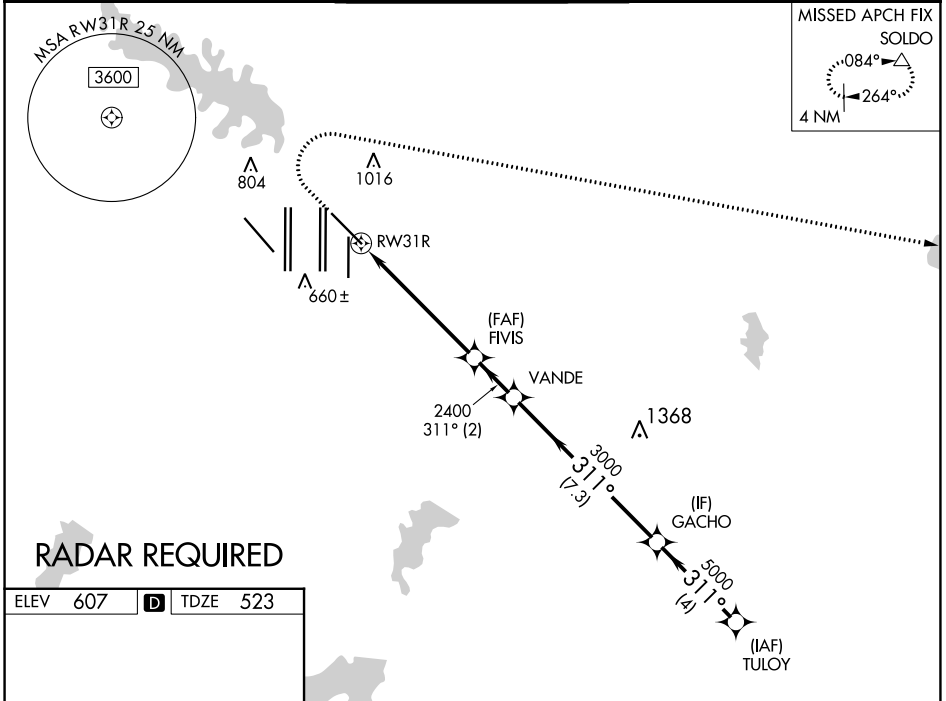 MSA RW31R 25 NM
3600
MISSED APCH FIX
SOLDO
084°
264°
4 NM
804
1016
RW31R
660±
(FAF)
FIVIS
VANDE
2400
311° (2)
1368
3000
311°
(7.3)
(IF)
GACHO
RADAR REQUIRED
5000
311°
(4)
(IAF)
TULOY
ELEV 607 D TDZE 523